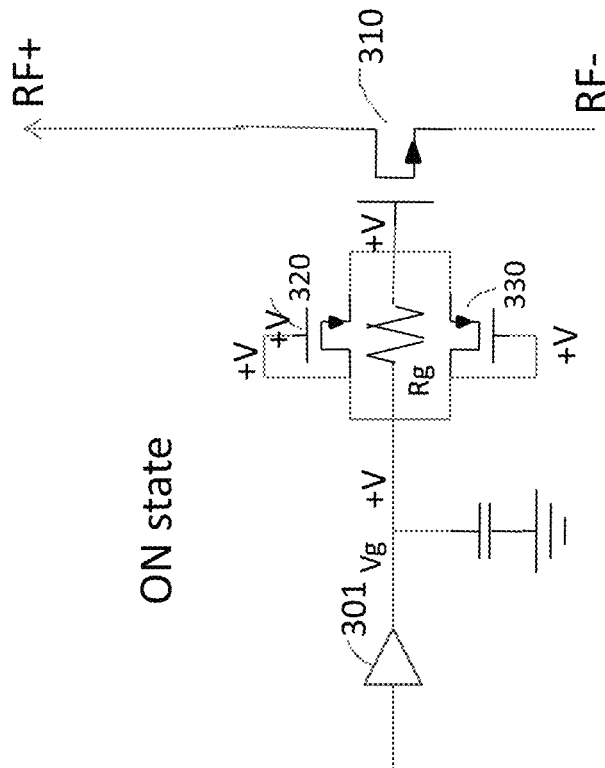 ON state
RF+
310
RF-
+V
+V
320
+V
330
+V
Rg
+V
Vg
301